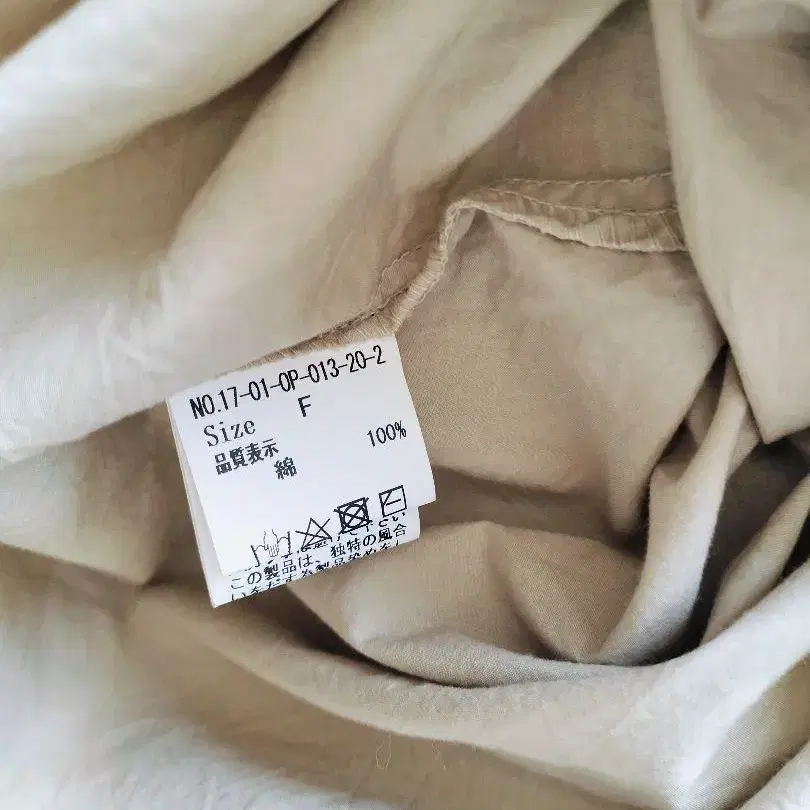 NO.17-01-OP-013-20-2
Size F
品質表示
綿 100%
この製品は、独特の風合